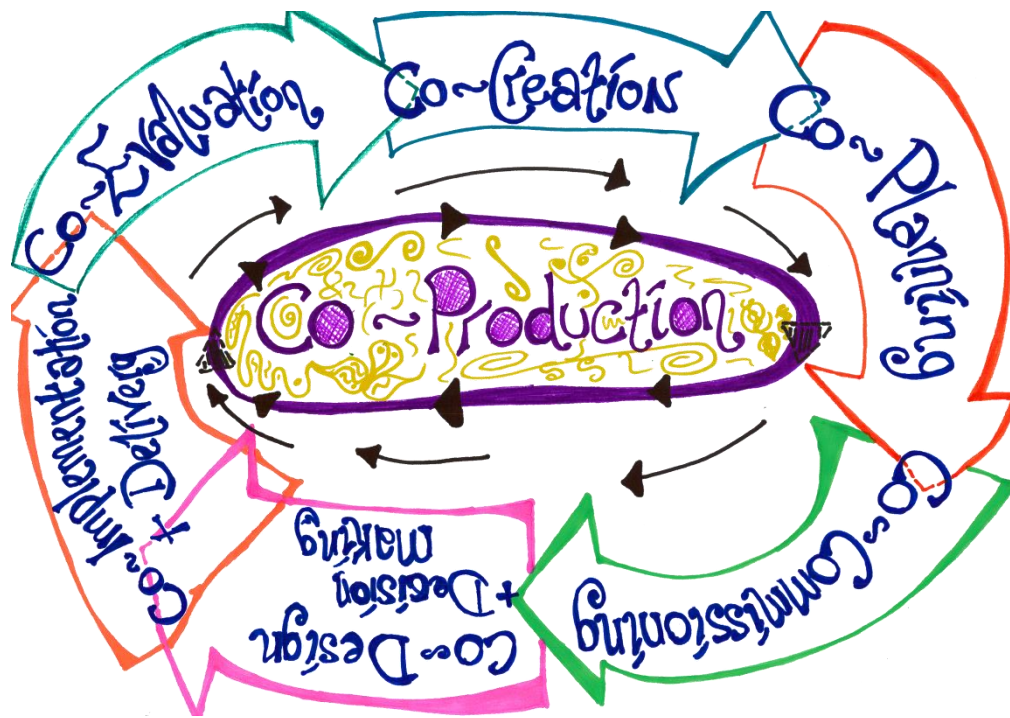 Co~Production
Co~Creation
Co~Planning
Co~Commissioning
Co~Design
+ Decision
making
Co~Implementation
+ Delivery
Co~Evaluation